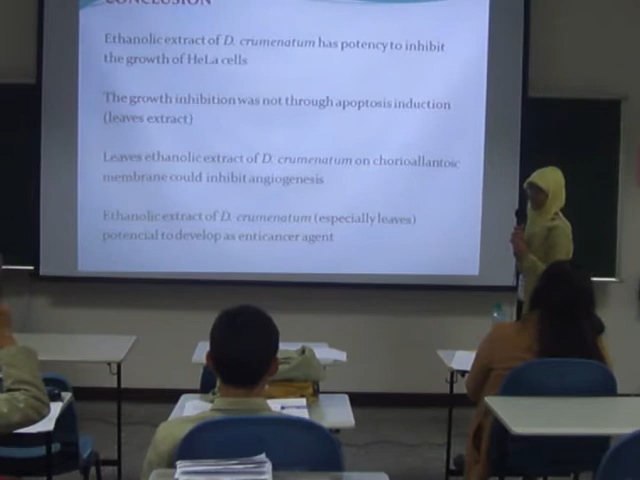 CONCLUSION
Ethanolic extract of D. crumenatum has potency to inhibit
the growth of HeLa cells
The growth inhibition was not through apoptosis induction
(leaves extract)
Leaves ethanolic extract of D. crumenatum on chorioallantoic
membrane could inhibit angiogenesis
Ethanolic extract of D. crumenatum (especially leaves)
potencial to develop as enticancer agent